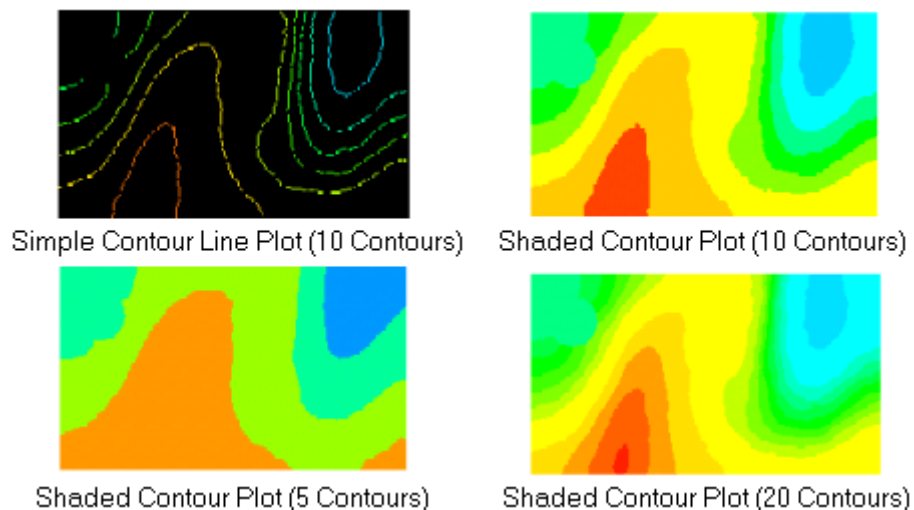 Simple Contour Line Plot (10 Contours)
Shaded Contour Plot (10 Contours)
Shaded Contour Plot (5 Contours)
Shaded Contour Plot (20 Contours)